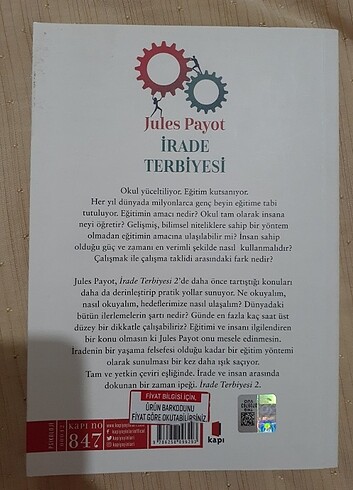 Jules Payot
İRADE
TERBİYESİ
Okul yüceltiliyor. Eğitim kutsanıyor.
Her yıl dünyada milyonlarca genç beyin eğitime tabi
tutuluyor. Eğitimin amacı nedir? Okul tam olarak insana
neyi öğretir? Gelişmiş, bilimsel niteliklere sahip bir yöntem
olmadan eğitimin amacına ulaşılabilir mi? İnsan sahip
olduğu güç ve zamanı en verimli şekilde nasıl kullanmalıdır?
Çalışmak ile çalışma taklidi arasındaki fark nedir?
Jules Payot, İrade Terbiyesi 2'de daha önce tartıştığı konuları
daha da derinleştirip pratik yollar sunuyor. Ne okuyalım,
nasıl okuyalım, hedeflerimize nasıl ulaşalım? Dünyadaki
bütün ilerlemelerin şartı nedir? Günde en fazla kaç saat üst
düzey bir dikkatle çalışabiliriz? Eğitimi ve insanı ilgilendiren
bir konu olmasın ki Jules Payot onu mesele edinmesin.
İradenin bir yaşama felsefesi olduğu kadar bir eğitim yöntemi
olarak sunulması bir kez daha ışık saçıyor.
Tam ve yetkin çevirisi eşliğinde. İrade ve insan arasında
dokunan bir zaman ipeği. İrade Terbiyesi 2.
FİYAT BİLGİSİ İÇİN,
ÜRÜN BARKODUNU
FİYAT GÖR'E OKUTABİLİRSİNİZ
PSİKOLOJİ
kapı no
847
kapıyayınları
kapıyayınları
kapı